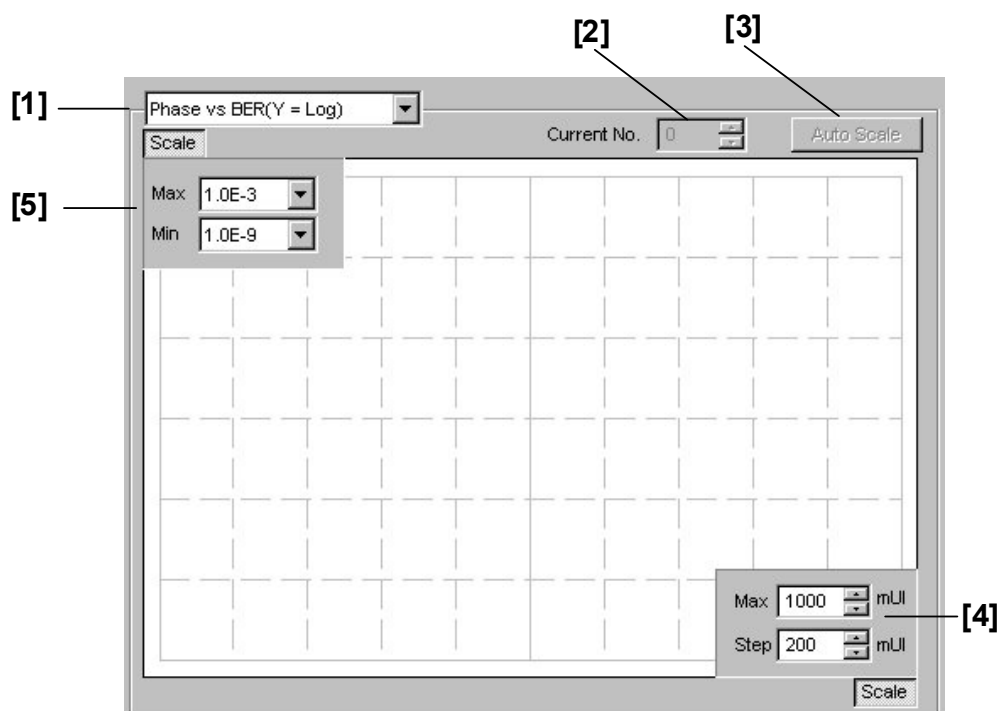 [2]
[3]
[1]
Phase vs BER(Y = Log)
Current No. 0
Auto Scale
Scale
[5]
Max 1.0E-3
Min 1.0E-9
Max 1000 mUI
Step 200 mUI
[4]
Scale